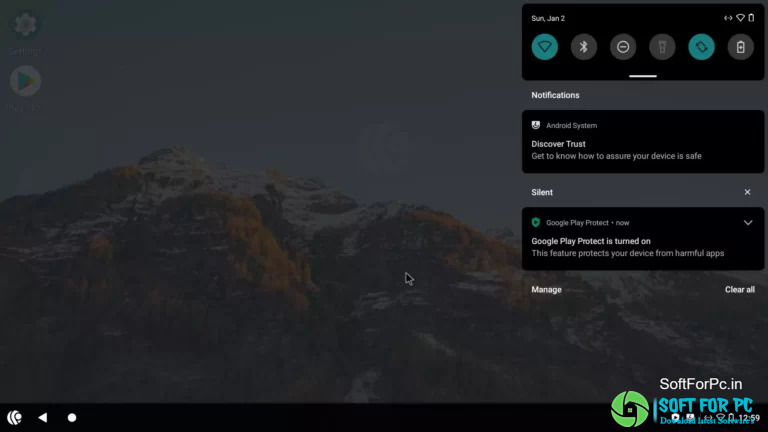 Settings
Sun, Jan 2
Notifications
Android System
Discover Trust
Get to know how to assure your device is safe
Silent
Google Play Protect • now
Google Play Protect is turned on
This feature protects your device from harmful apps
Manage
Clear all
SoftForPc.in
SOFT FOR PC
Download latest Software's
12:59